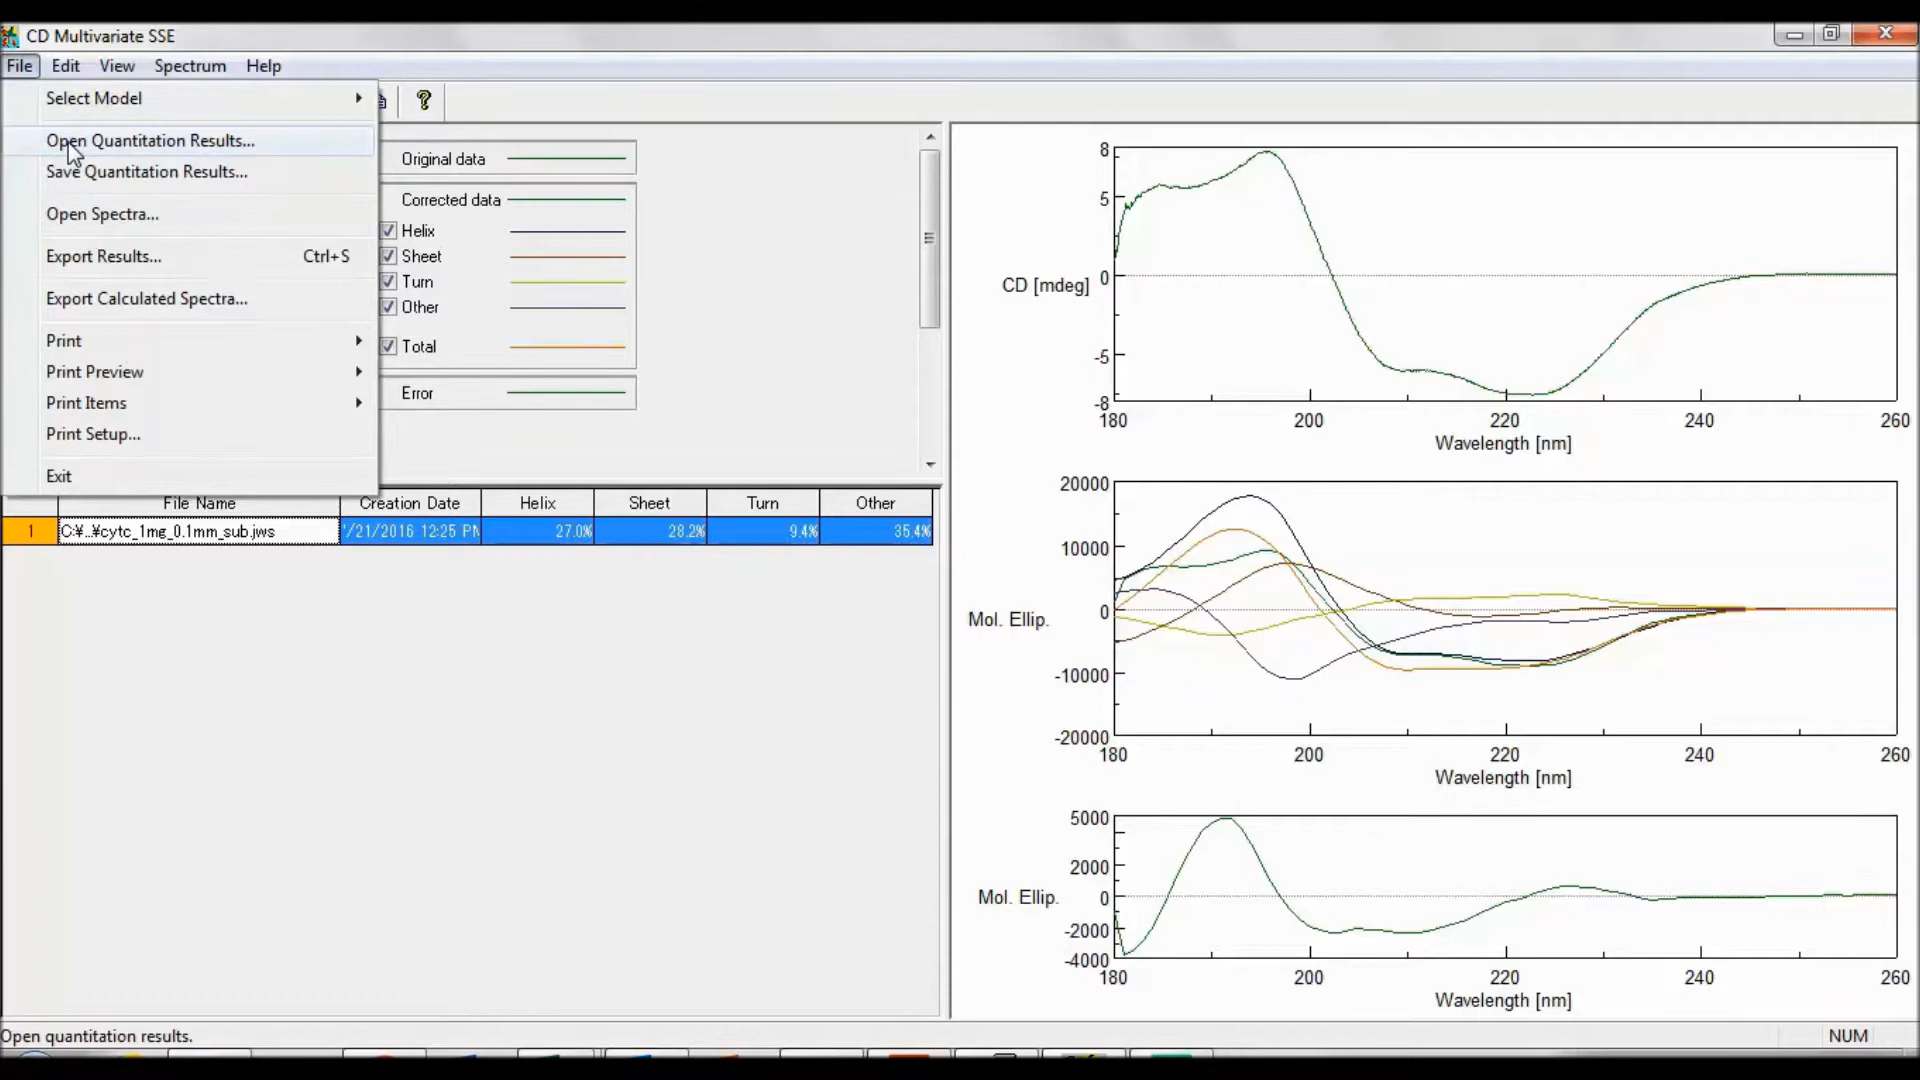 CD Multivariate SSE
File Edit View Spectrum Help
Select Model
Open Quantitation Results...
Save Quantitation Results...
Open Spectra...
Export Results... Ctrl+S
Export Calculated Spectra...
Print
Print Preview
Print Items
Print Setup...
Exit
Original data
Corrected data
Helix
Sheet
Turn
Other
Total
Error
File Name Creation Date Helix Sheet Turn Other
1 C:¥..¥cytc_1mg_0.1mm_sub.jws /21/2016 12:25 PM 27.0% 28.2% 9.4% 35.4%
8
5
CD [mdeg] 0
-5
-8
180 200 220 240 260
Wavelength [nm]
20000
10000
Mol. Ellip. 0
-10000
-20000
180 200 220 240 260
Wavelength [nm]
5000
2000
Mol. Ellip. 0
-2000
-4000
180 200 220 240 260
Wavelength [nm]
Open quantitation results. NUM